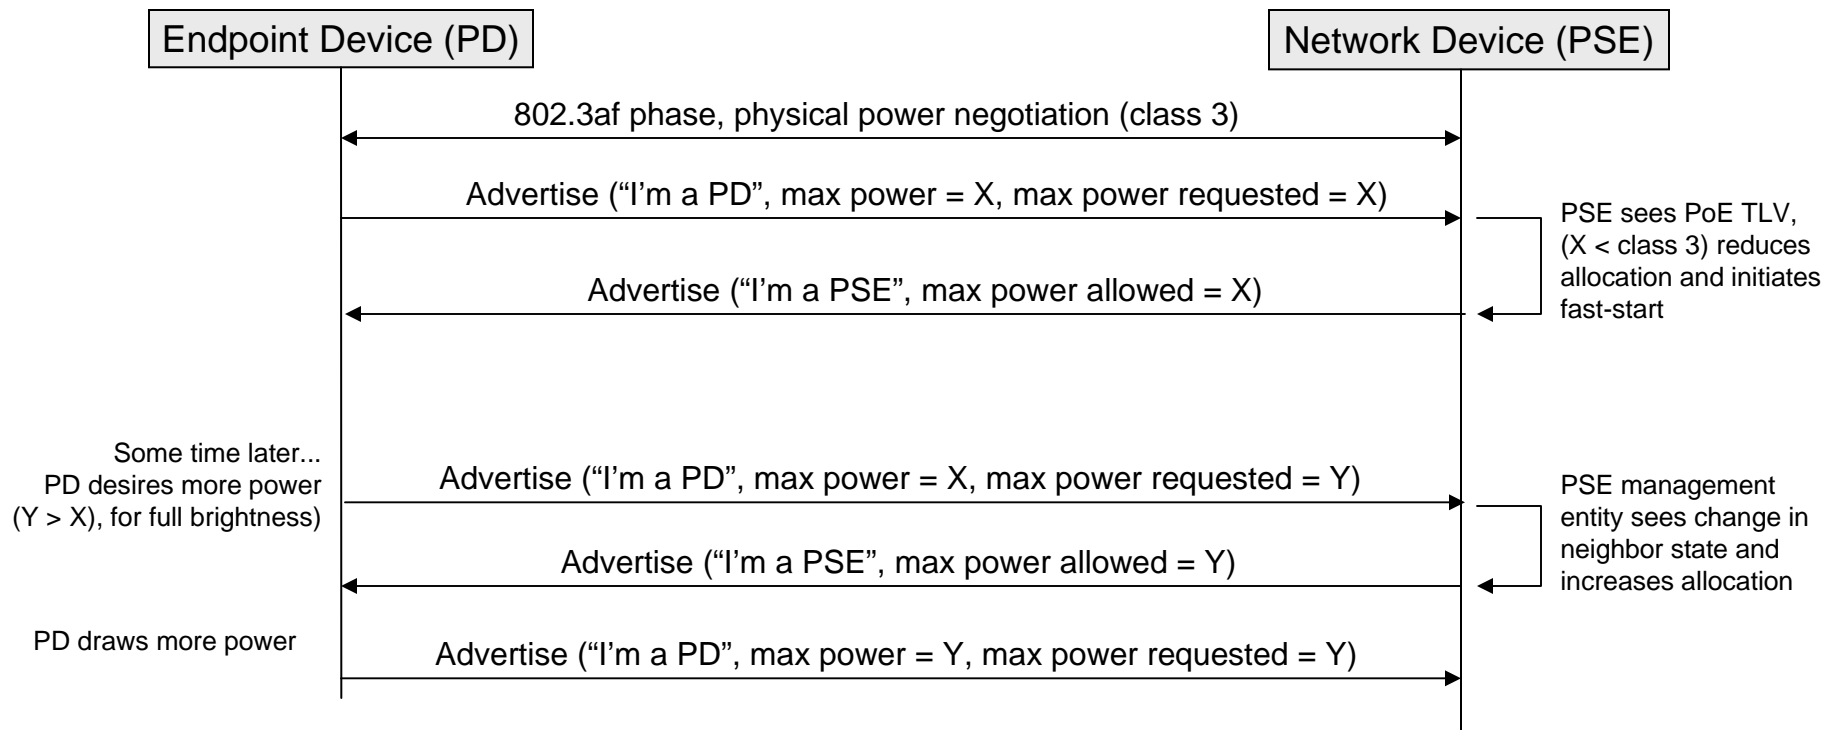 Endpoint Device (PD)
Network Device (PSE)
802.3af phase, physical power negotiation (class 3)
Advertise (“I’m a PD”, max power = X, max power requested = X)
PSE sees PoE TLV,
(X < class 3) reduces
allocation and initiates
fast-start
Advertise (“I’m a PSE”, max power allowed = X)
Some time later...
PD desires more power
(Y > X), for full brightness)
Advertise (“I’m a PD”, max power = X, max power requested = Y)
PSE management
entity sees change in
neighbor state and
increases allocation
Advertise (“I’m a PSE”, max power allowed = Y)
PD draws more power
Advertise (“I’m a PD”, max power = Y, max power requested = Y)